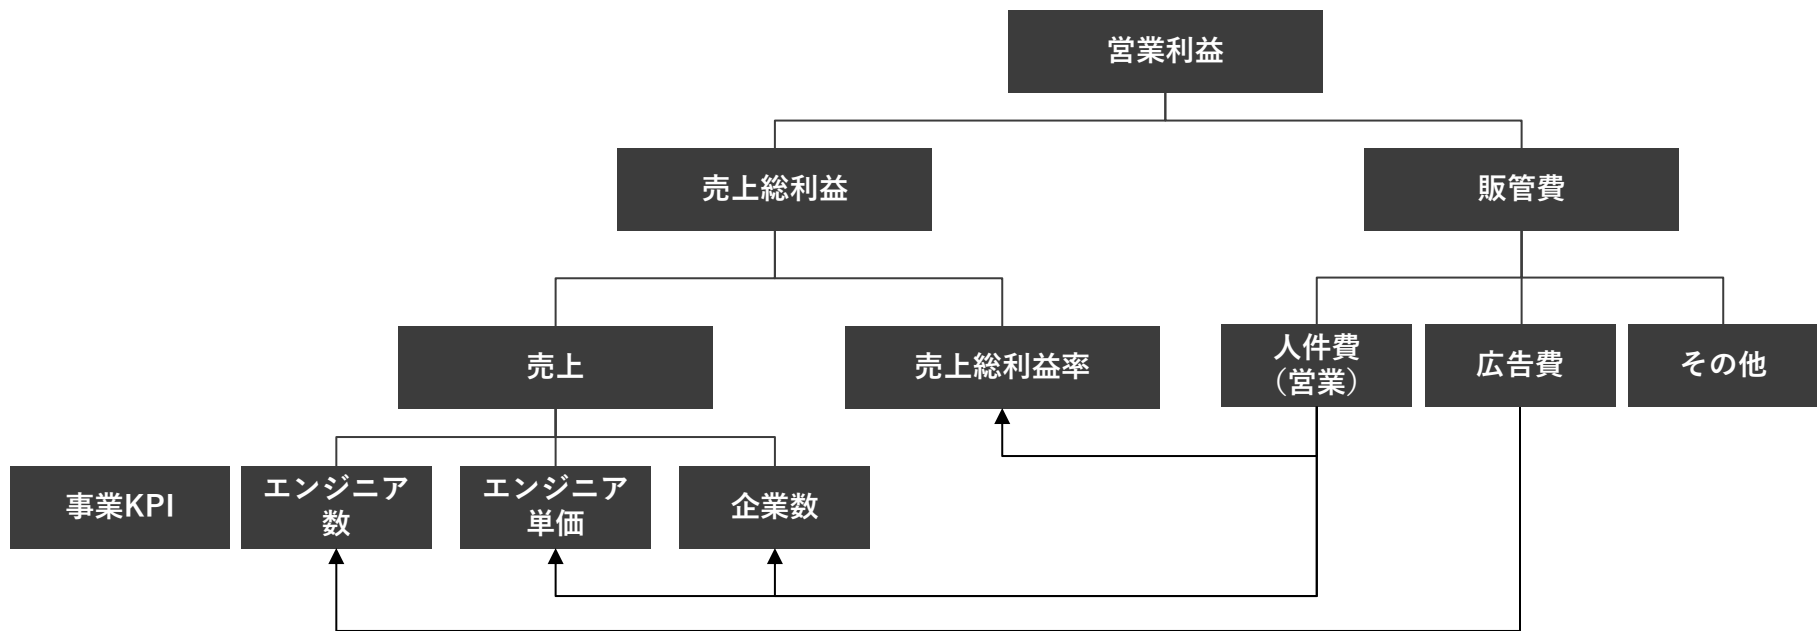 営業利益
売上総利益
販管費
売上
売上総利益率
人件費
（営業）
広告費
その他
事業KPI
エンジニア
数
エンジニア
単価
企業数